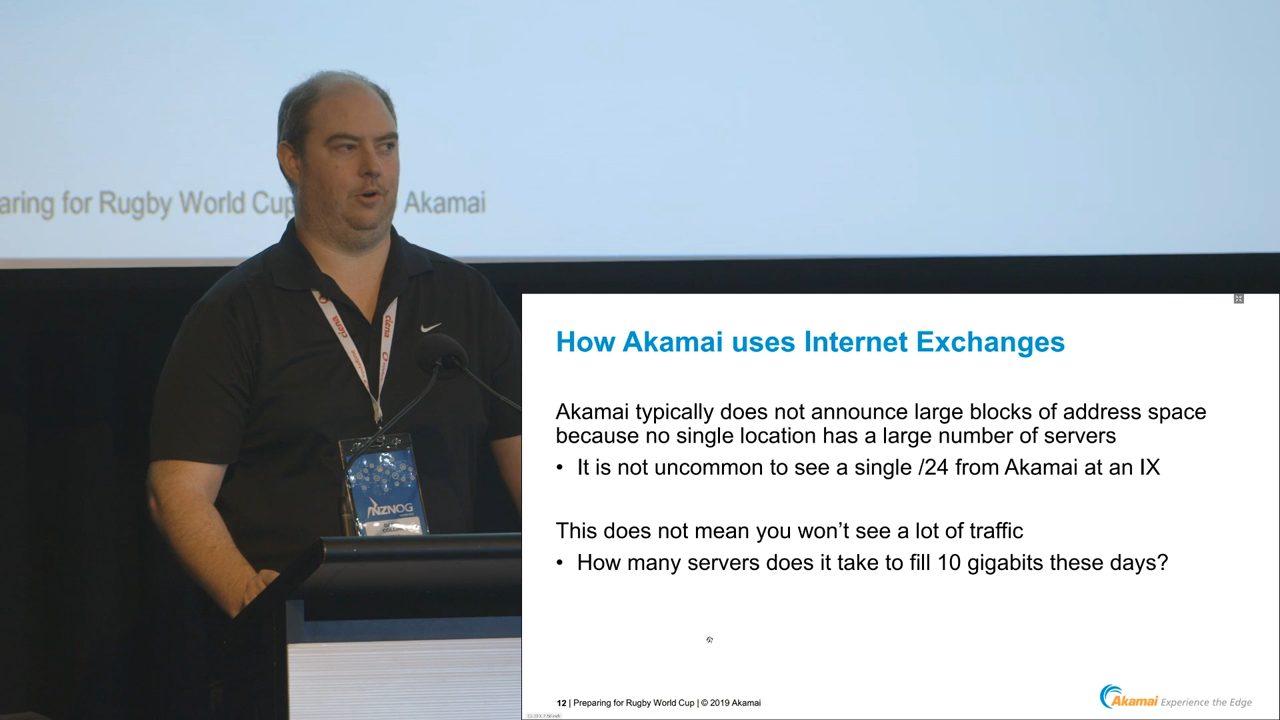 aring for Rugby World Cup Akamai
ciena
ciena
NZNOG
How Akamai uses Internet Exchanges
Akamai typically does not announce large blocks of address space
because no single location has a large number of servers
• It is not uncommon to see a single /24 from Akamai at an IX
This does not mean you won’t see a lot of traffic
• How many servers does it take to fill 10 gigabits these days?
12 | Preparing for Rugby World Cup | © 2019 Akamai
Akamai Experience the Edge